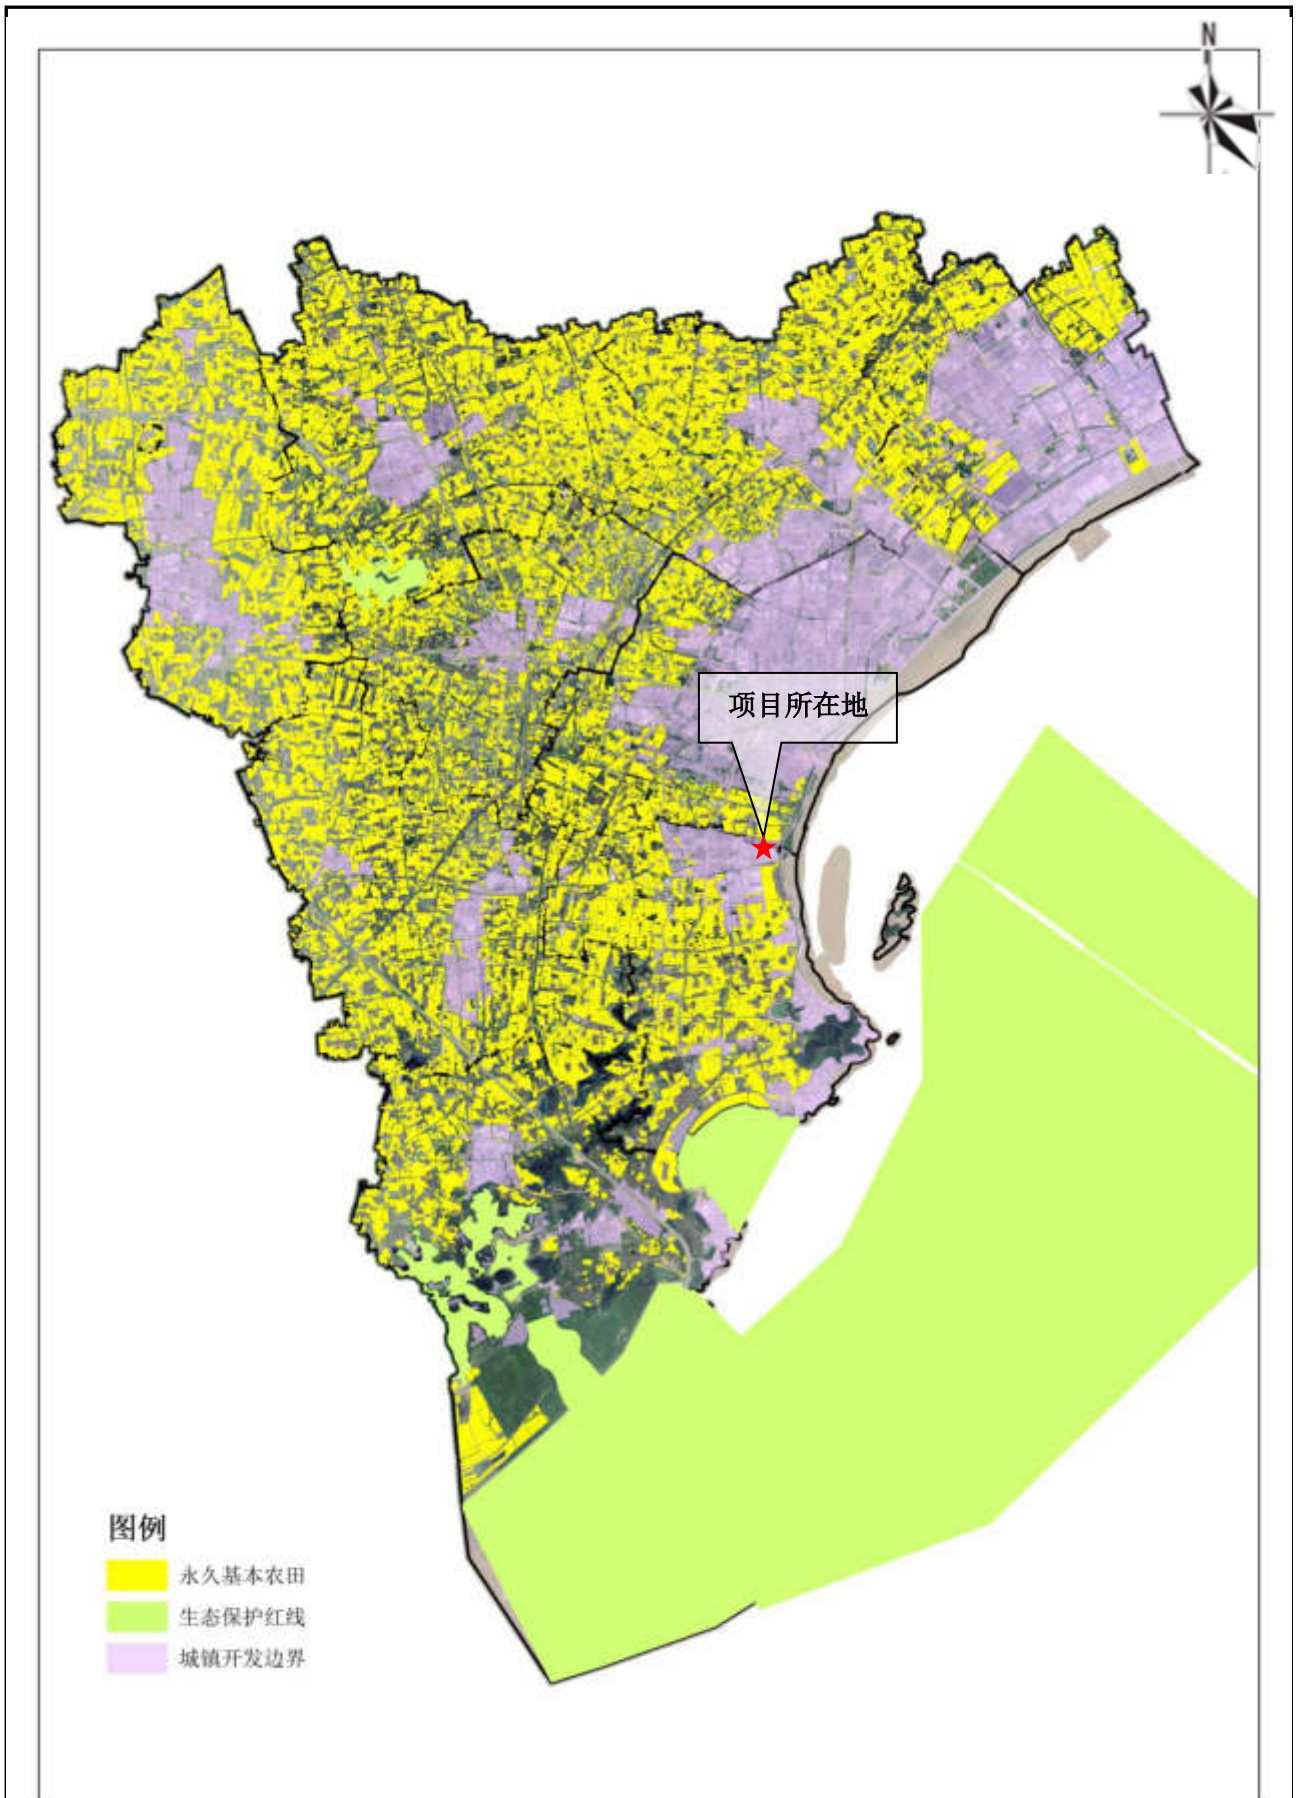 N
项目所在地
图例
永久基本农田
生态保护红线
城镇开发边界